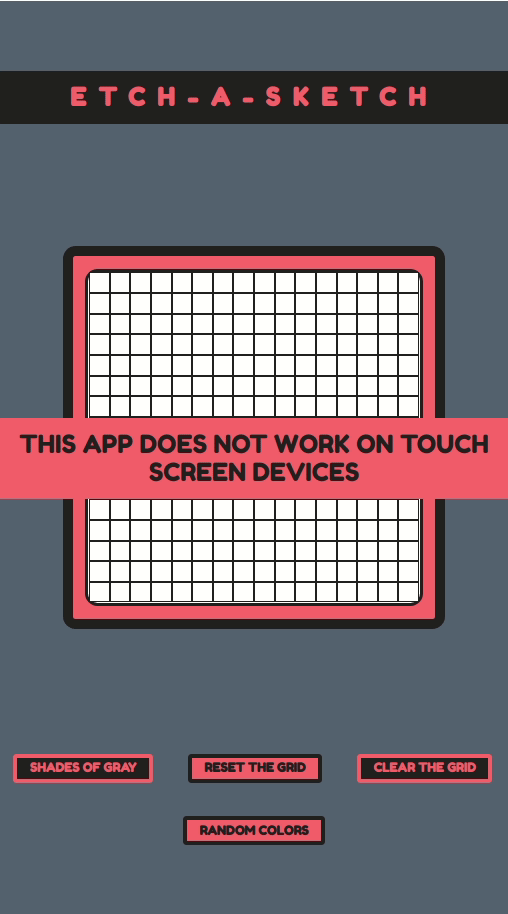 ETCH-A-SKETCH
THIS APP DOES NOT WORK ON TOUCH
SCREEN DEVICES
SHADES OF GRAY
RESET THE GRID
CLEAR THE GRID
RANDOM COLORS